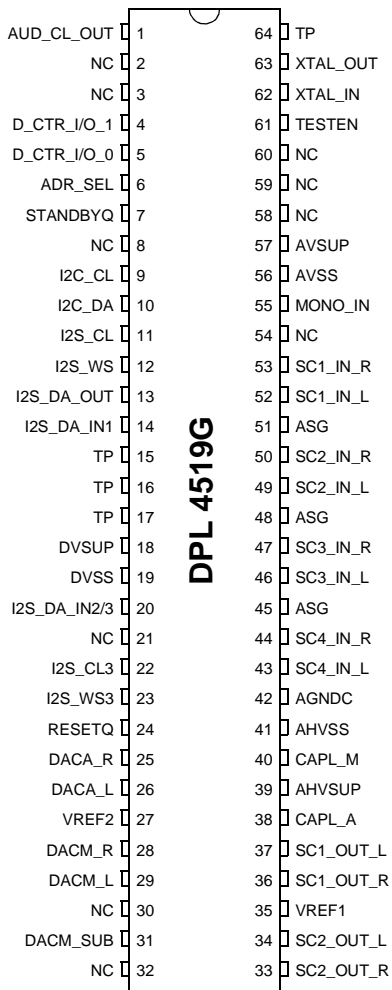 AUD_CL_OUT 1 64 TP
NC 2 63 XTAL_OUT
NC 3 62 XTAL_IN
D_CTR_I/O_1 4 61 TESTEN
D_CTR_I/O_0 5 60 NC
ADR_SEL 6 59 NC
STANDBYQ 7 58 NC
NC 8 57 AVSUP
I2C_CL 9 56 AVSS
I2C_DA 10 55 MONO_IN
I2S_CL 11 54 NC
I2S_WS 12 53 SC1_IN_R
I2S_DA_OUT 13 52 SC1_IN_L
I2S_DA_IN1 14 51 ASG
TP 15 50 SC2_IN_R
TP 16 49 SC2_IN_L
TP 17 48 ASG
DVSUP 18 47 SC3_IN_R
DVSS 19 46 SC3_IN_L
I2S_DA_IN2/3 20 45 ASG
NC 21 44 SC4_IN_R
I2S_CL3 22 43 SC4_IN_L
I2S_WS3 23 42 AGNDC
RESETQ 24 41 AHVSS
DACA_R 25 40 CAPL_M
DACA_L 26 39 AHVSUP
VREF2 27 38 CAPL_A
DACM_R 28 37 SC1_OUT_L
DACM_L 29 36 SC1_OUT_R
NC 30 35 VREF1
DACM_SUB 31 34 SC2_OUT_L
NC 32 33 SC2_OUT_R
DPL 4519G